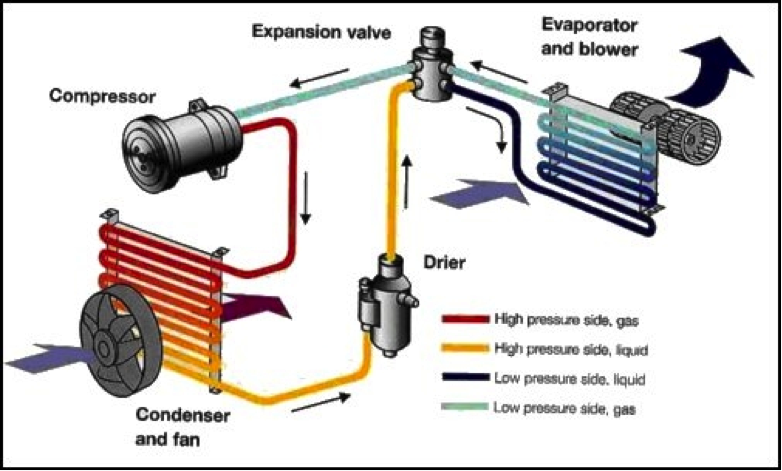 Expansion valve
Evaporator
and blower
Compressor
Drier
High pressure side, gas
High pressure side, liquid
Low pressure side, liquid
Low pressure side, gas
Condenser
and fan